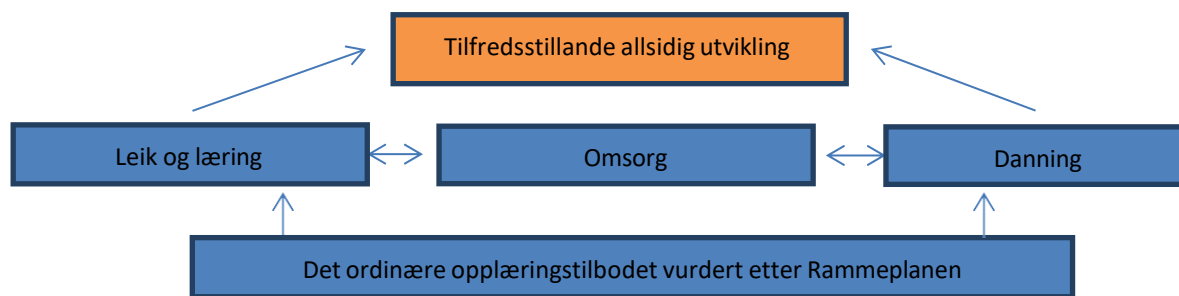 Tilfredsstillande allsidig utvikling
Leik og læring
Omsorg
Danning
Det ordinære opplæringstilbodet vurdert etter Rammeplanen